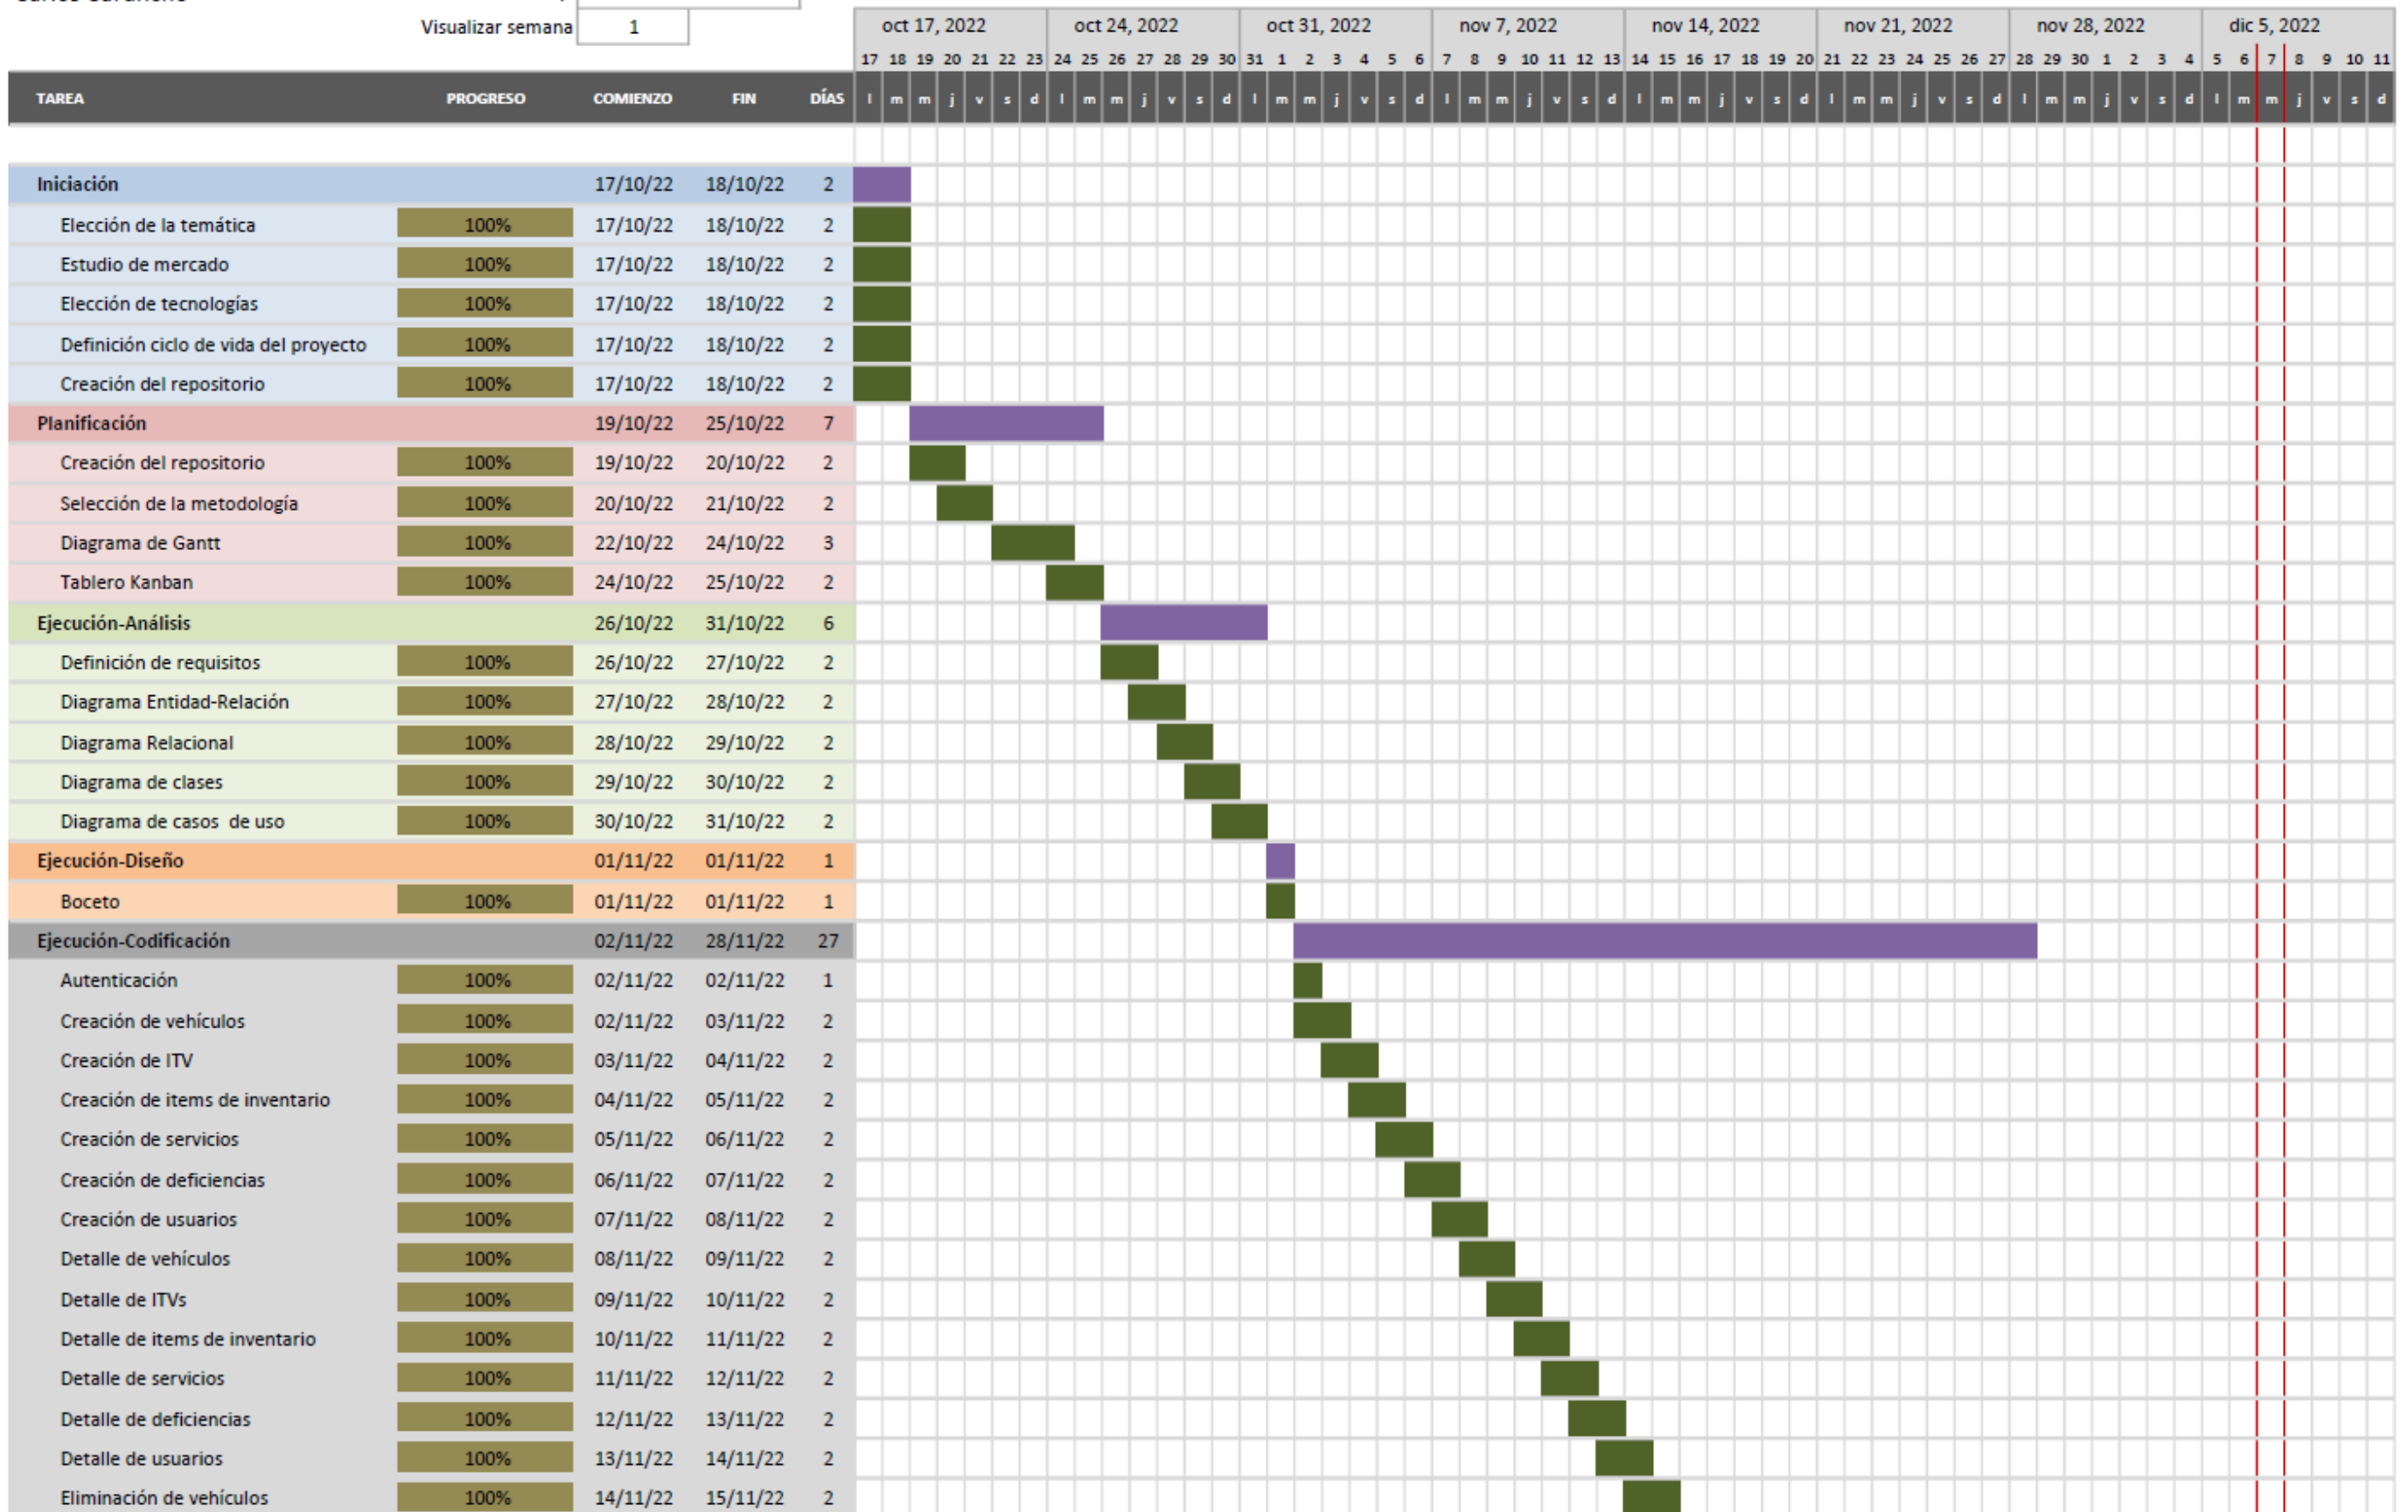 Visualizar semana 1
oct 17, 2022 oct 24, 2022 oct 31, 2022 nov 7, 2022 nov 14, 2022 nov 21, 2022 nov 28, 2022 dic 5, 2022
17 18 19 20 21 22 23 24 25 26 27 28 29 30 31 1 2 3 4 5 6 7 8 9 10 11 12 13 14 15 16 17 18 19 20 21 22 23 24 25 26 27 28 29 30 1 2 3 4 5 6 7 8 9 10 11
TAREA PROGRESO COMIENZO FIN DÍAS l m m j v s d l m m j v s d l m m j v s d l m m j v s d l m m j v s d l m m j v s d l m m j v s d l m m j v s d
Iniciación 17/10/22 18/10/22 2
Elección de la temática 100% 17/10/22 18/10/22 2
Estudio de mercado 100% 17/10/22 18/10/22 2
Elección de tecnologías 100% 17/10/22 18/10/22 2
Definición ciclo de vida del proyecto 100% 17/10/22 18/10/22 2
Creación del repositorio 100% 17/10/22 18/10/22 2
Planificación 19/10/22 25/10/22 7
Creación del repositorio 100% 19/10/22 20/10/22 2
Selección de la metodología 100% 20/10/22 21/10/22 2
Diagrama de Gantt 100% 22/10/22 24/10/22 3
Tablero Kanban 100% 24/10/22 25/10/22 2
Ejecución-Análisis 26/10/22 31/10/22 6
Definición de requisitos 100% 26/10/22 27/10/22 2
Diagrama Entidad-Relación 100% 27/10/22 28/10/22 2
Diagrama Relacional 100% 28/10/22 29/10/22 2
Diagrama de clases 100% 29/10/22 30/10/22 2
Diagrama de casos  de uso 100% 30/10/22 31/10/22 2
Ejecución-Diseño 01/11/22 01/11/22 1
Boceto 100% 01/11/22 01/11/22 1
Ejecución-Codificación 02/11/22 28/11/22 27
Autenticación 100% 02/11/22 02/11/22 1
Creación de vehículos 100% 02/11/22 03/11/22 2
Creación de ITV 100% 03/11/22 04/11/22 2
Creación de items de inventario 100% 04/11/22 05/11/22 2
Creación de servicios 100% 05/11/22 06/11/22 2
Creación de deficiencias 100% 06/11/22 07/11/22 2
Creación de usuarios 100% 07/11/22 08/11/22 2
Detalle de vehículos 100% 08/11/22 09/11/22 2
Detalle de ITVs 100% 09/11/22 10/11/22 2
Detalle de items de inventario 100% 10/11/22 11/11/22 2
Detalle de servicios 100% 11/11/22 12/11/22 2
Detalle de deficiencias 100% 12/11/22 13/11/22 2
Detalle de usuarios 100% 13/11/22 14/11/22 2
Eliminación de vehículos 100% 14/11/22 15/11/22 2